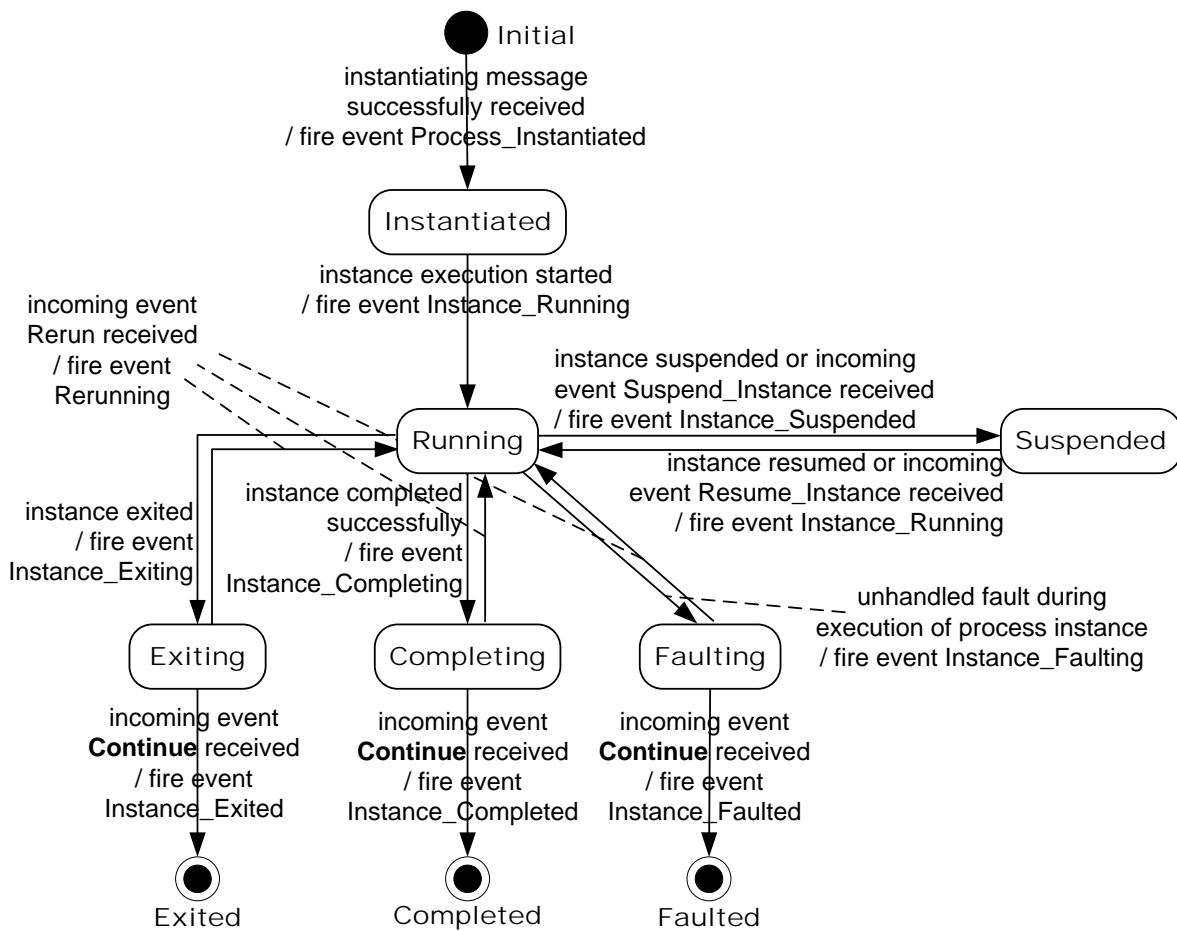 Initial
instantiating message
successfully received
/ fire event Process_Instantiated
Instantiated
instance execution started
/ fire event Instance_Running
incoming event
Rerun received
/ fire event
Rerunning
instance suspended or incoming
event Suspend_Instance received
/ fire event Instance_Suspended
Running
Suspended
instance resumed or incoming
event Resume_Instance received
/ fire event Instance_Running
instance exited
/ fire event
Instance_Exiting
instance completed
successfully
/ fire event
Instance_Completing
unhandled fault during
execution of process instance
/ fire event Instance_Faulting
Exiting
Completing
Faulting
incoming event
Continue received
/ fire event
Instance_Exited
incoming event
Continue received
/ fire event
Instance_Completed
incoming event
Continue received
/ fire event
Instance_Faulted
Exited
Completed
Faulted